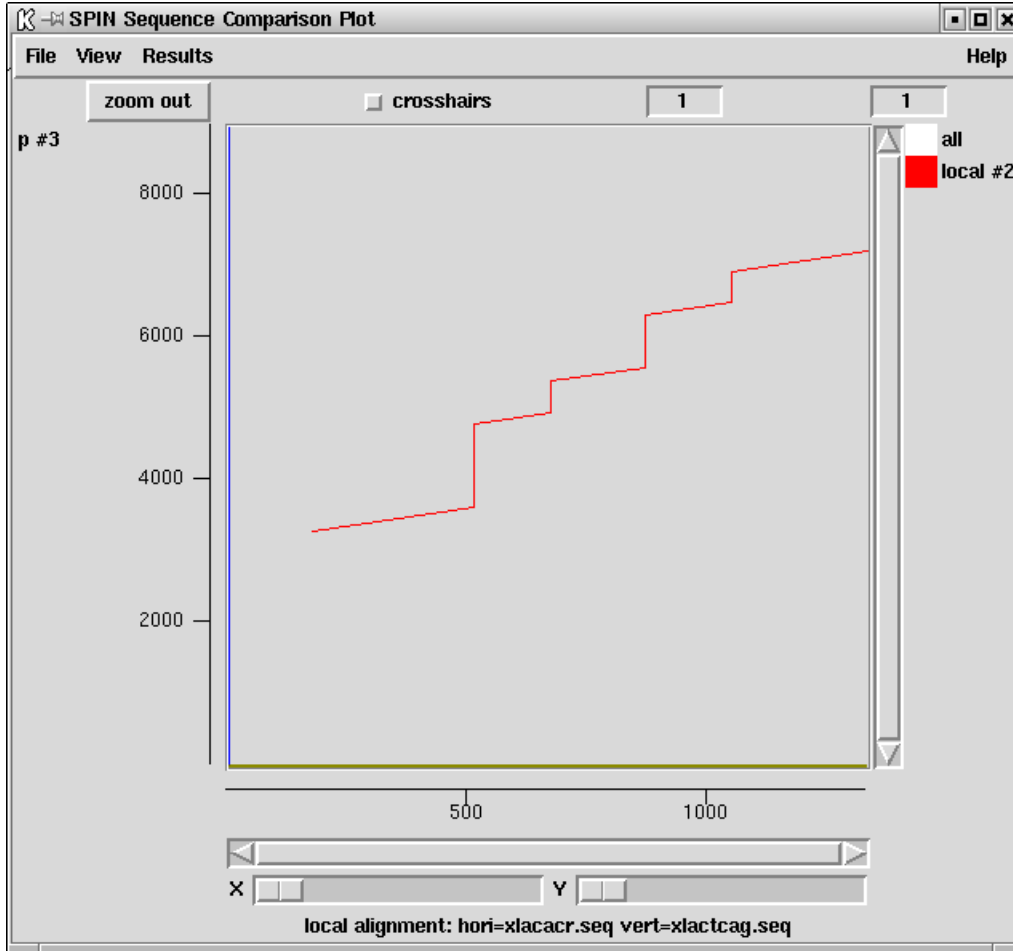 SPIN Sequence Comparison Plot
File View Results Help
zoom out crosshairs 1 1
p #3
all
local #2
8000
6000
4000
2000
500 1000
X Y
local alignment: hori=xlacacr.seq vert=xlactcag.seq